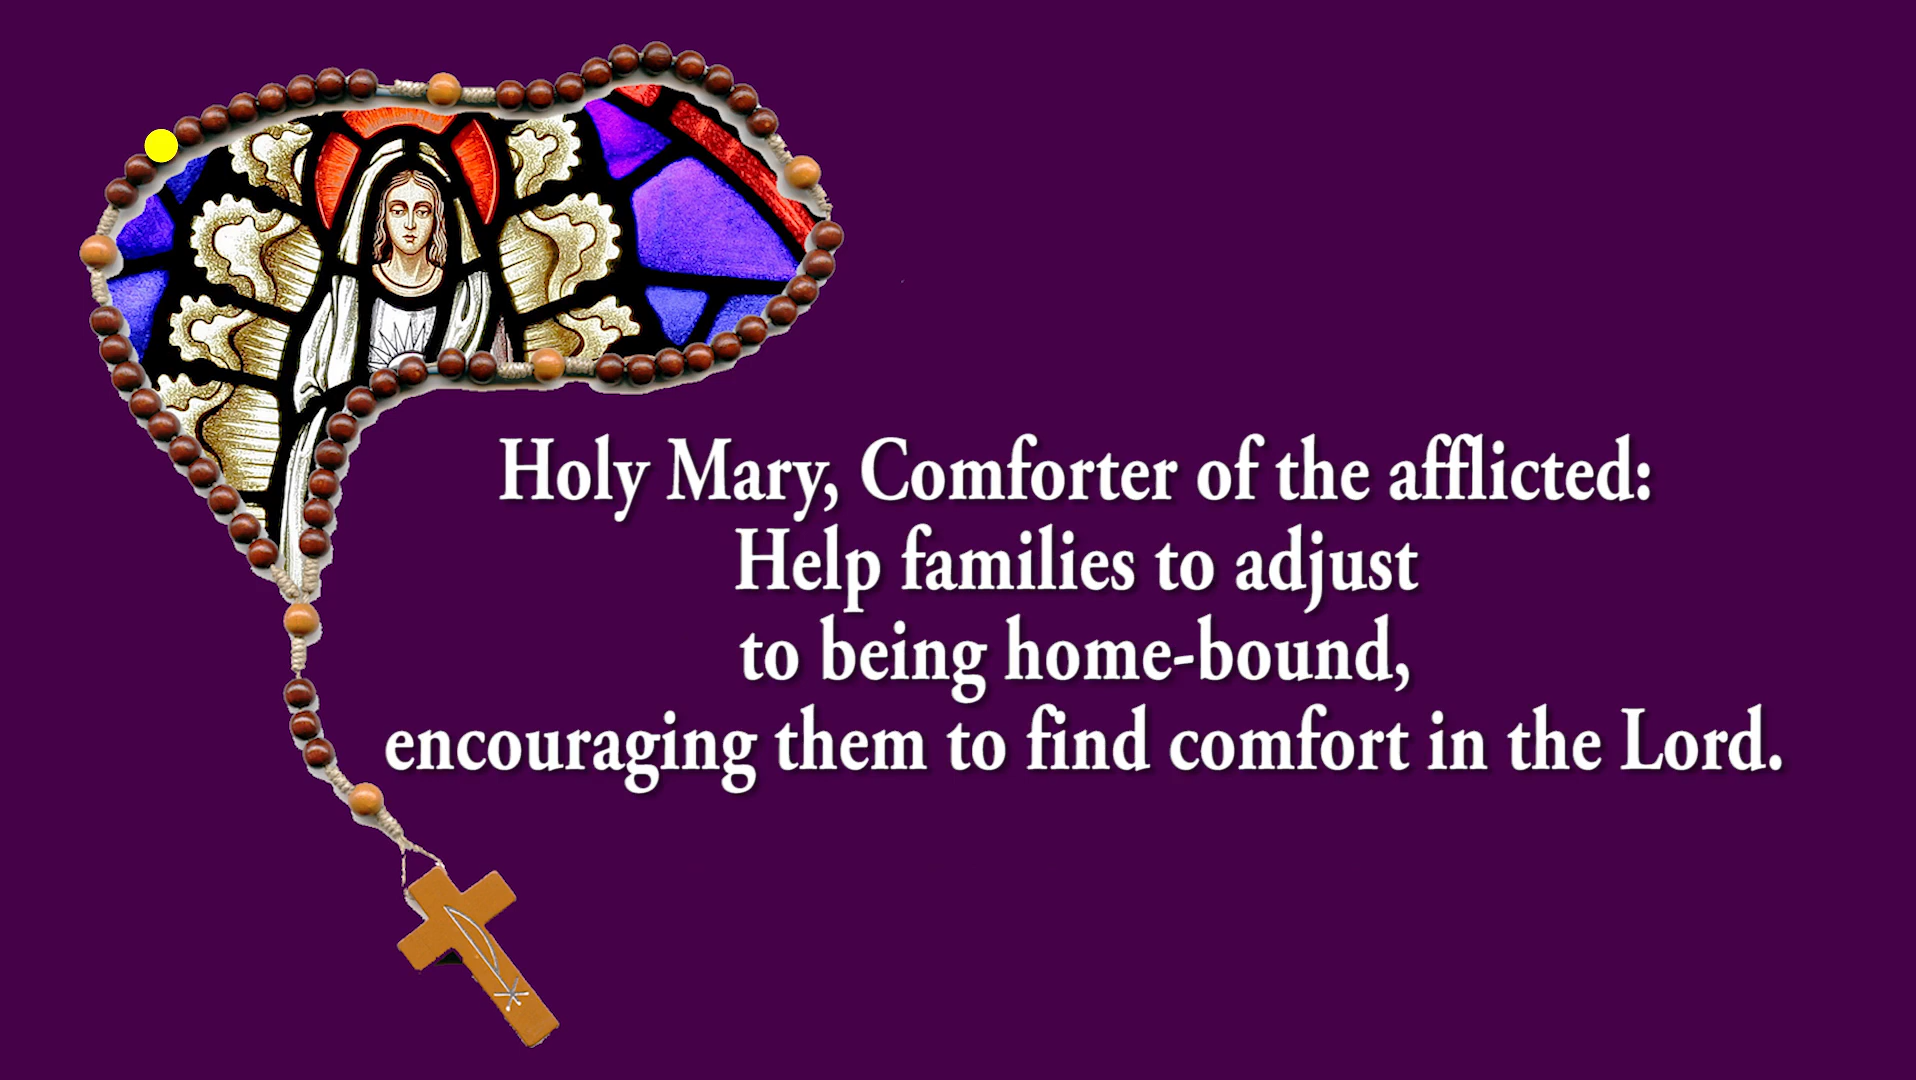 Holy Mary, Comforter of the afflicted:
Help families to adjust
to being home-bound,
encouraging them to find comfort in the Lord.